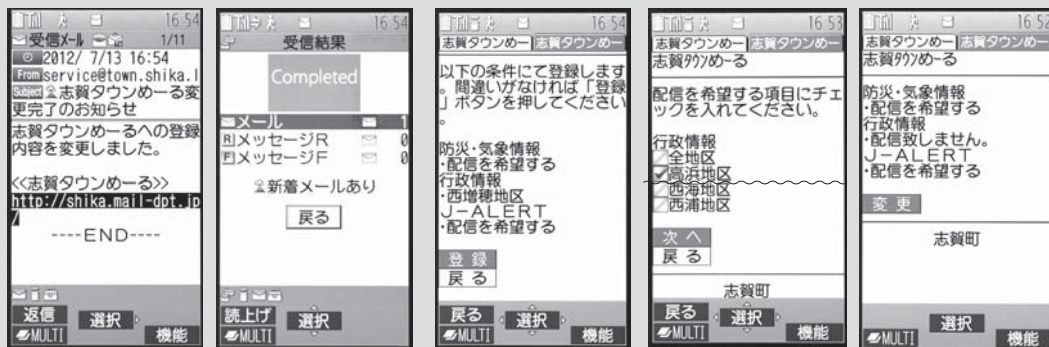 16:54
受信メール 1/11
2012/ 7/13 16:54
From service@town.shika.l
Subject 志賀タウンめーる変
更完了のお知らせ
志賀タウンめーるへの登録
内容を変更しました。
<<志賀タウンめーる>>
http://shika.mail-dpt.jp
/
----END----
返信
選択
MULTI
機能
16:54
受信結果
Completed
メール 1
R メッセージR 0
F メッセージF 0
新着メールあり
戻る
読上げ
選択
MULTI
16:54
志賀タウンめー 志賀タウンめー
以下の条件にて登録します
。間違いがなければ「登録
」ボタンを押してください
。
防災・気象情報
・配信を希望する
行政情報
・西増穂地区
J-ALERT
・配信を希望する
登録
戻る
戻る
選択
MULTI
機能
16:53
志賀タウンめー 志賀タウンめー
志賀タウンめーる
配信を希望する項目にチェ
ックを入れてください。
行政情報
全地区
高浜地区
西海地区
西浦地区
次へ
戻る
志賀町
戻る
選択
MULTI
機能
16:52
志賀タウンめー 志賀タウンめー
志賀タウンめーる
防災・気象情報
・配信を希望する
行政情報
・配信致しません。
J-ALERT
・配信を希望する
変更
志賀町
選択
MULTI
機能